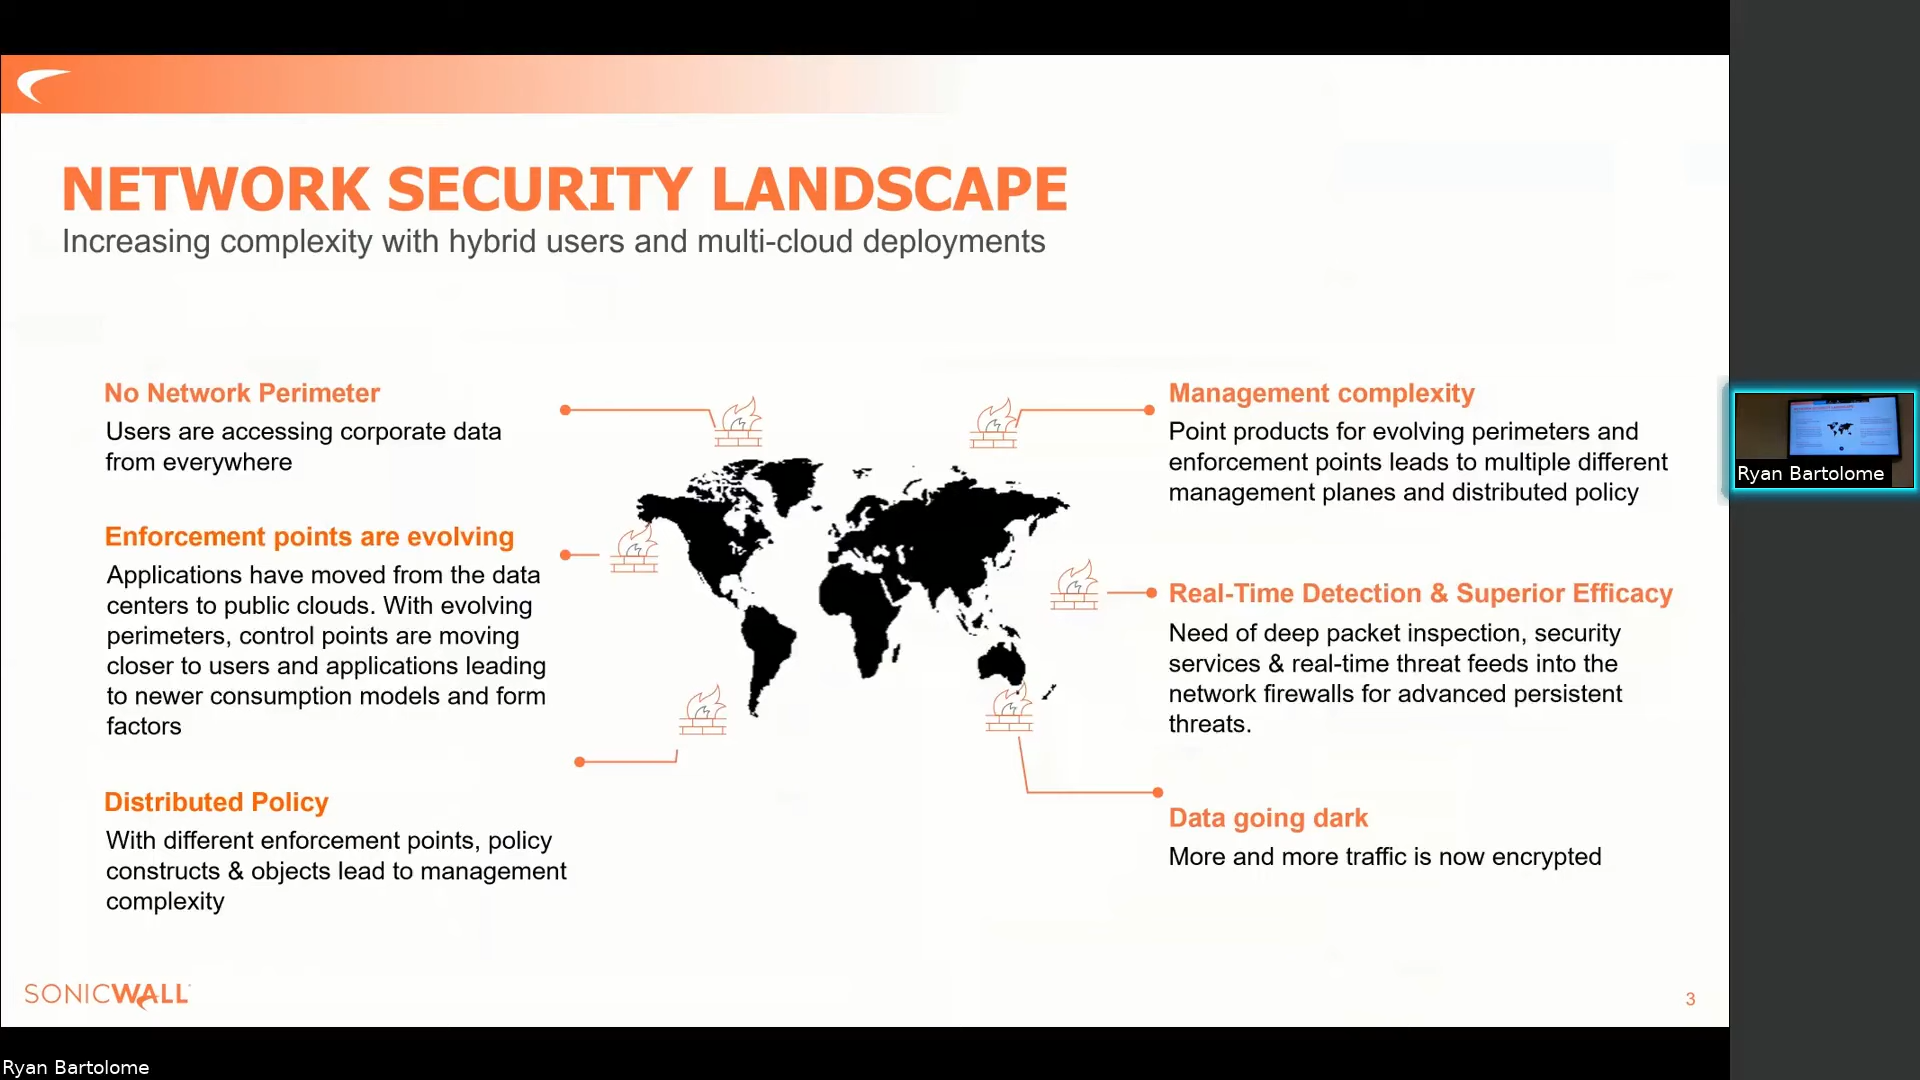 NETWORK SECURITY LANDSCAPE
Increasing complexity with hybrid users and multi-cloud deployments
No Network Perimeter
Users are accessing corporate data
from everywhere
Enforcement points are evolving
Applications have moved from the data
centers to public clouds. With evolving
perimeters, control points are moving
closer to users and applications leading
to newer consumption models and form
factors
Distributed Policy
With different enforcement points, policy
constructs & objects lead to management
complexity
Management complexity
Point products for evolving perimeters and
enforcement points leads to multiple different
management planes and distributed policy
Real-Time Detection & Superior Efficacy
Need of deep packet inspection, security
services & real-time threat feeds into the
network firewalls for advanced persistent
threats.
Data going dark
More and more traffic is now encrypted
SONICWALL
3
Ryan Bartolome
Ryan Bartolome